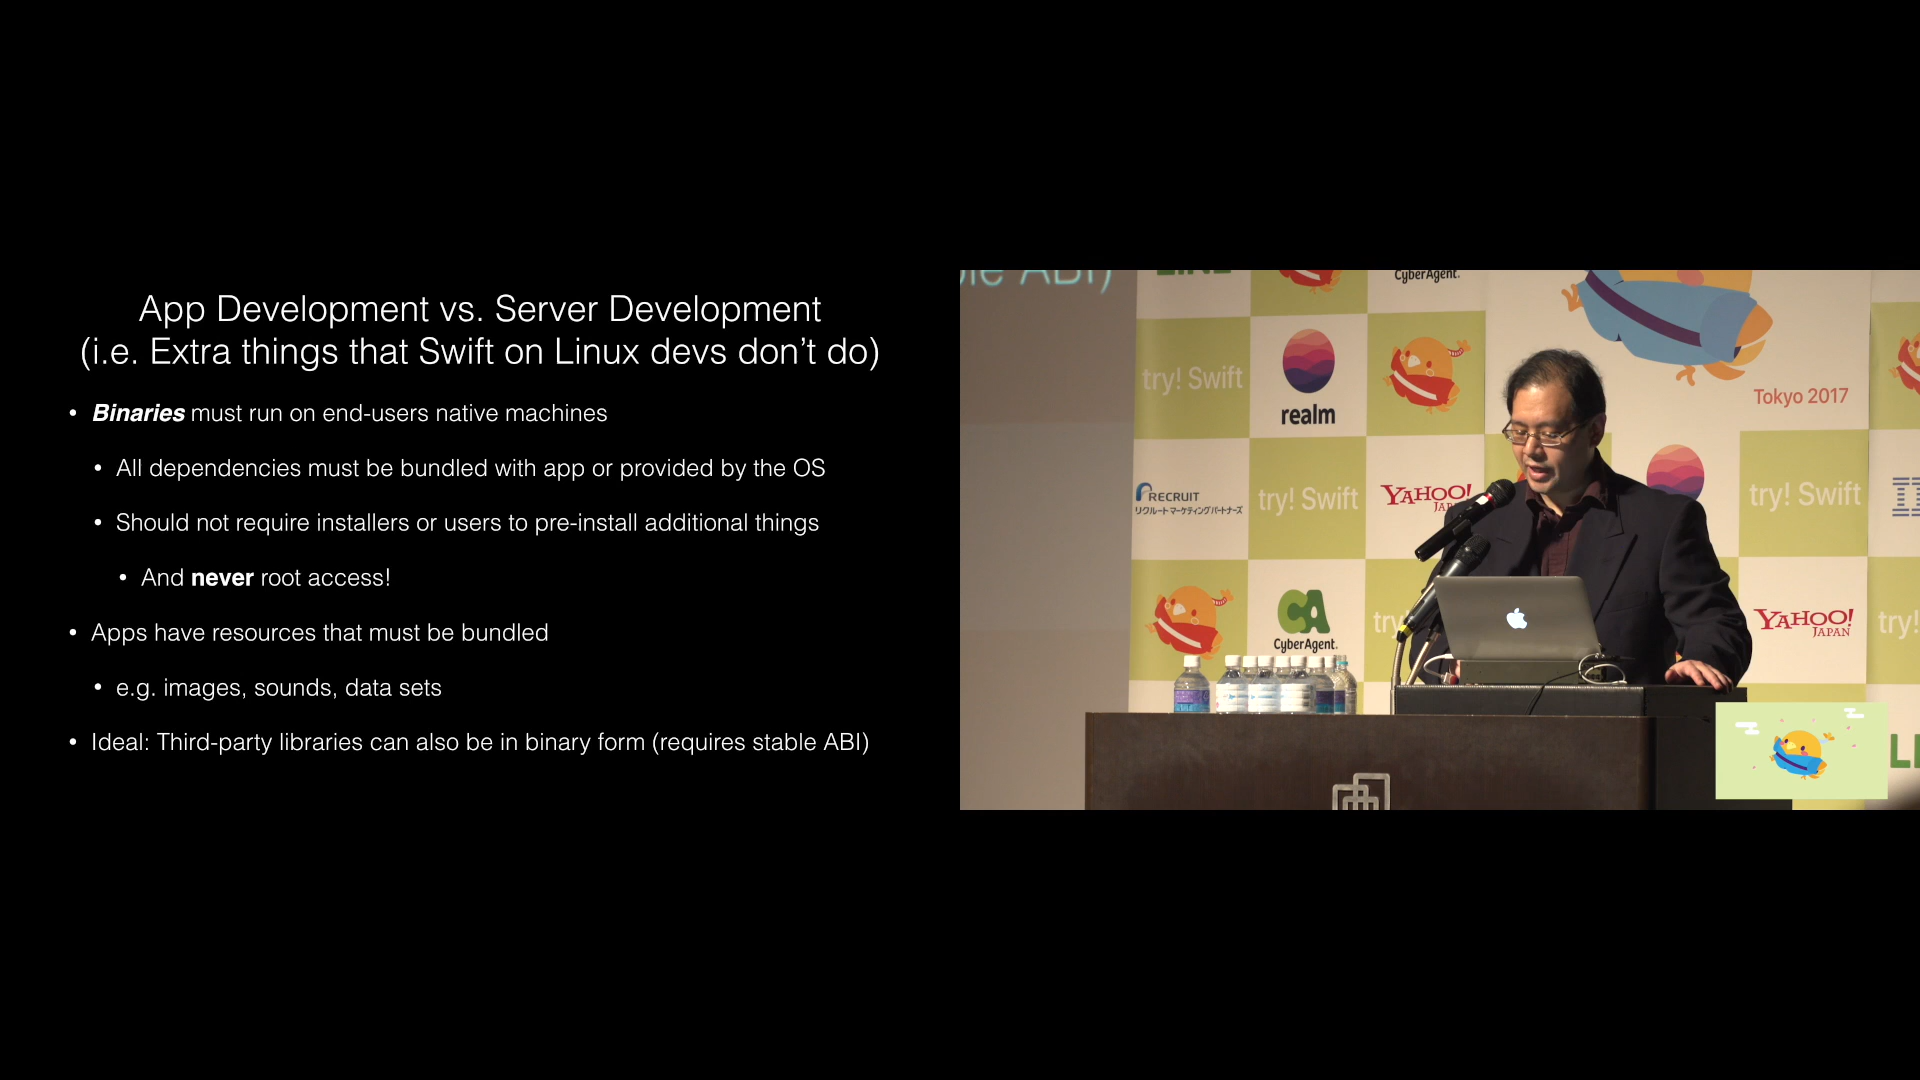 App Development vs. Server Development
(i.e. Extra things that Swift on Linux devs don't do)
• Binaries must run on end-users native machines
• All dependencies must be bundled with app or provided by the OS
• Should not require installers or users to pre-install additional things
• And never root access!
• Apps have resources that must be bundled
• e.g. images, sounds, data sets
• Ideal: Third-party libraries can also be in binary form (requires stable ABI)
ABI)
CyberAgent.
try! Swift
realm
Tokyo 2017
RECRUIT
リクルート マーケティングパートナーズ
try! Swift
YAHOO!
try! Swift
CA
CyberAgent.
YAHOO!
JAPAN
try!